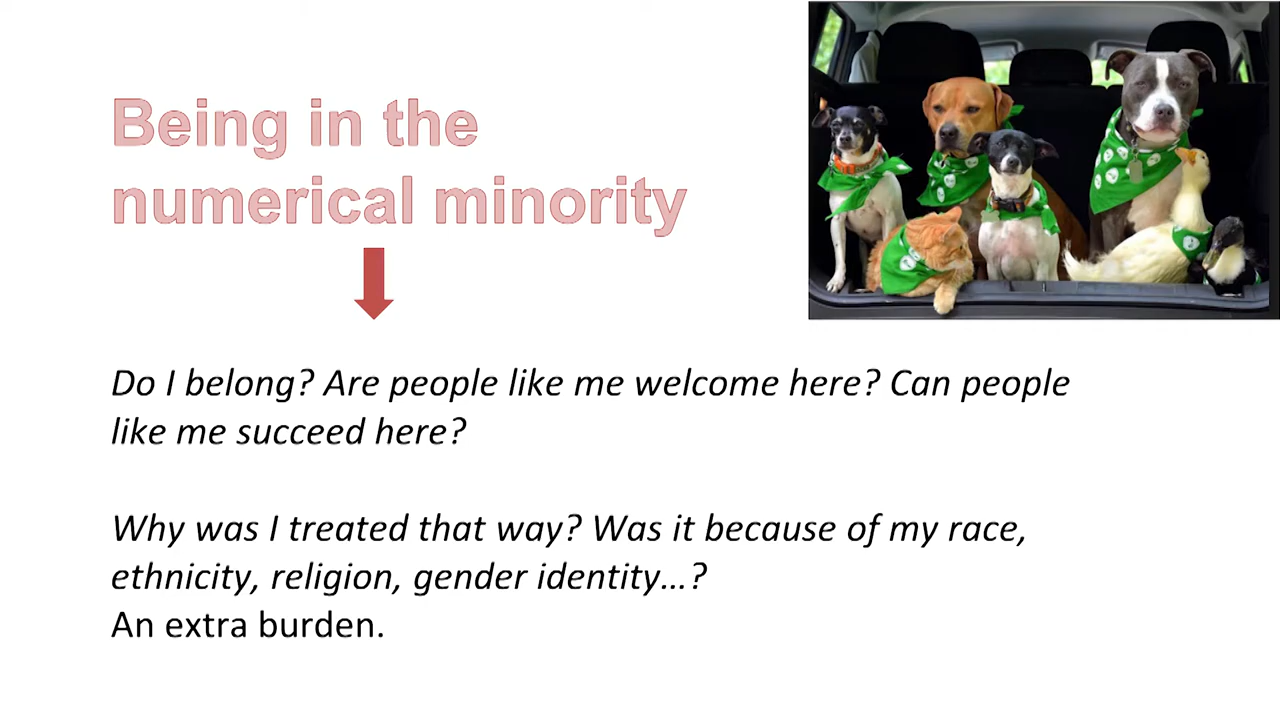 Being in the
numerical minority
Do I belong? Are people like me welcome here? Can people
like me succeed here?
Why was I treated that way? Was it because of my race,
ethnicity, religion, gender identity…?
An extra burden.